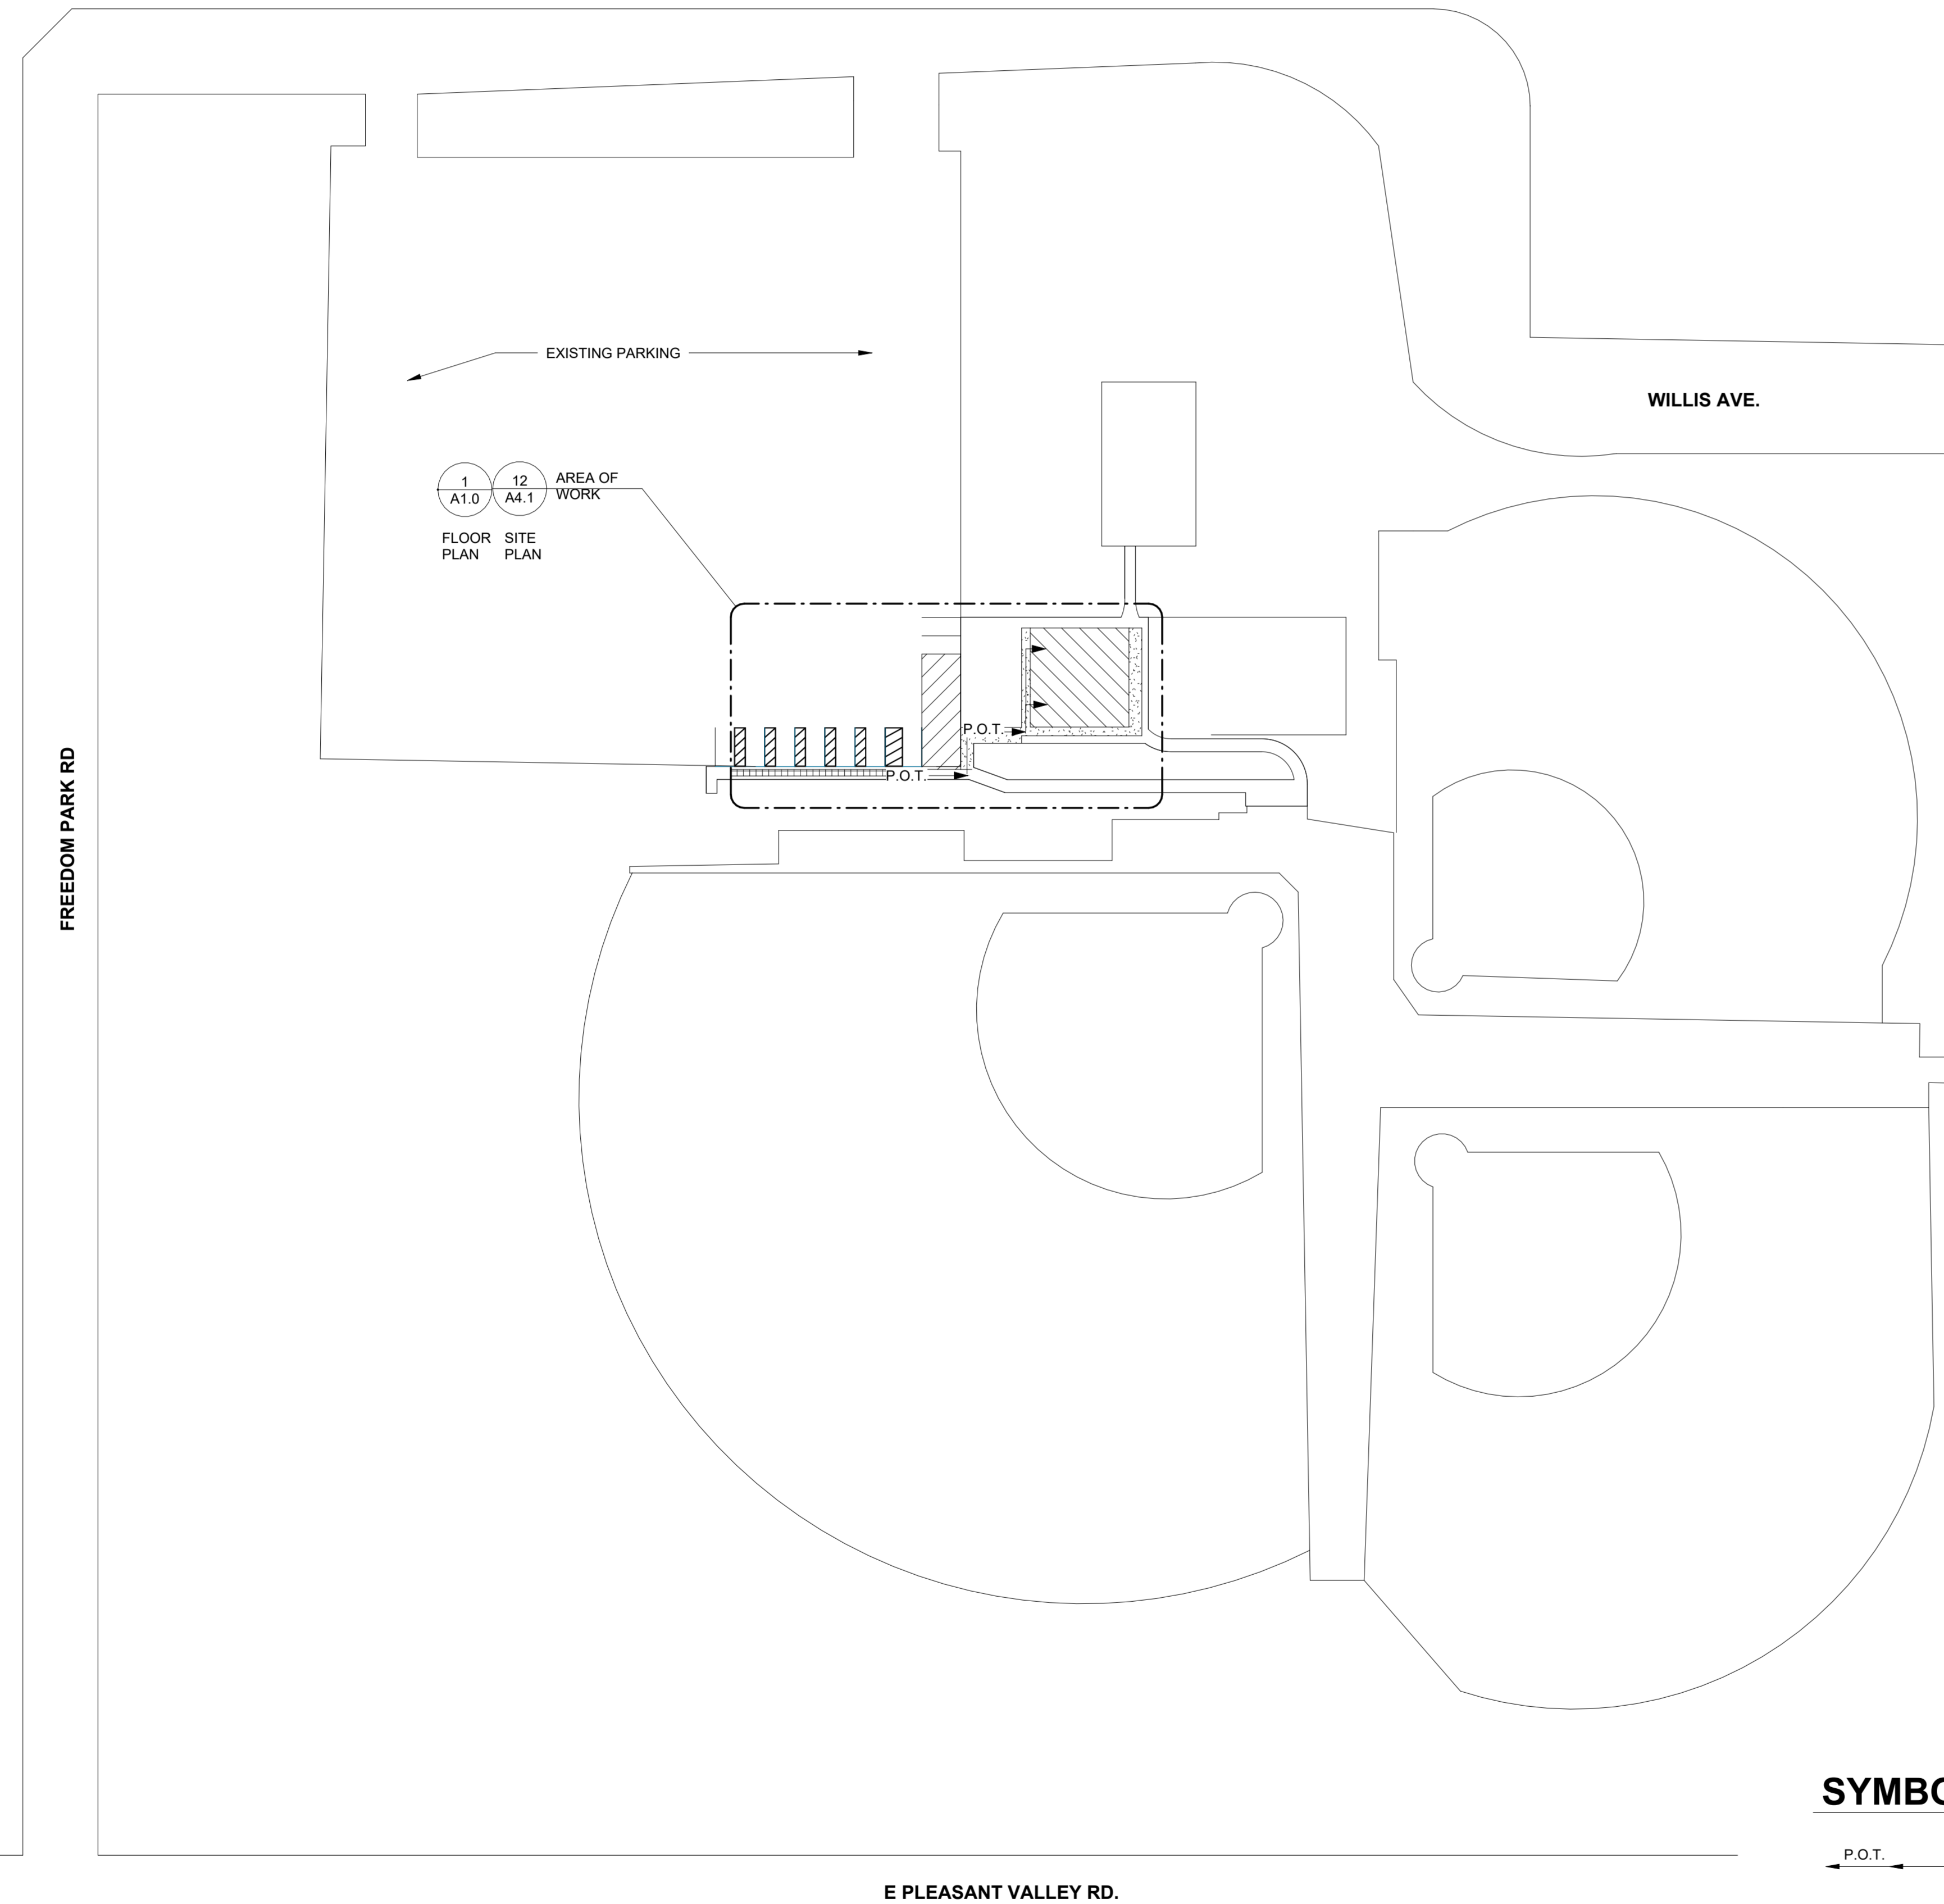 EXISTING PARKING
WILLIS AVE.
1
A1.0
12
A4.1
AREA OF
WORK
FLOOR
PLAN
SITE
PLAN
P.O.T.
P.O.T.
FREEDOM PARK RD
SYMBO
P.O.T.
E PLEASANT VALLEY RD.